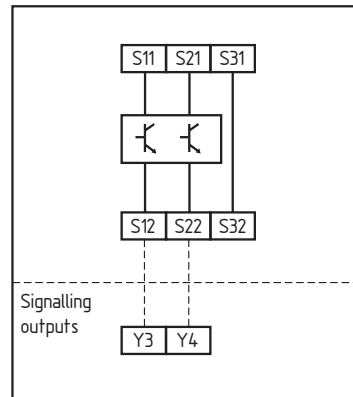 S11 S21 S31
S12 S22 S32
Signalling
outputs
Y3 Y4